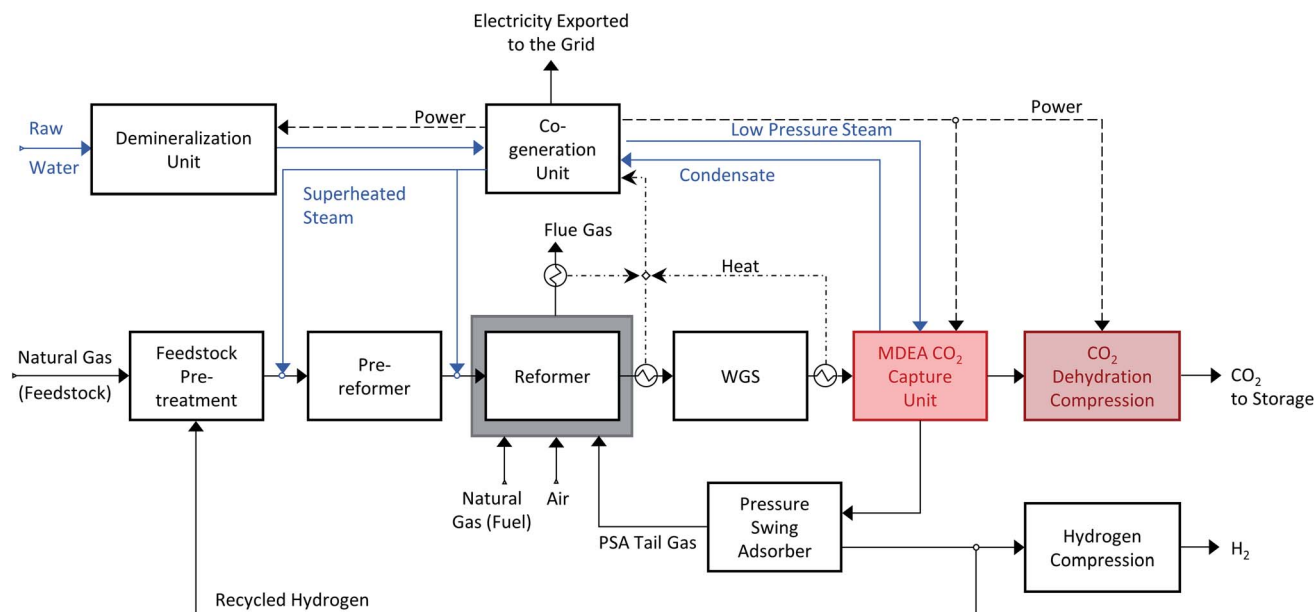 Electricity Exported
to the Grid
Raw
Water
Demineralization
Unit
Power
Co-
generation
Unit
Power
Low Pressure Steam
Condensate
Superheated
Steam
Flue Gas
Heat
Natural Gas
(Feedstock)
Feedstock
Pre-
treatment
Pre-
reformer
Reformer
WGS
MDEA CO₂
Capture
Unit
CO₂
Dehydration
Compression
CO₂
to Storage
Natural
Gas (Fuel)
Air
PSA Tail Gas
Pressure
Swing
Adsorber
Hydrogen
Compression
H₂
Recycled Hydrogen